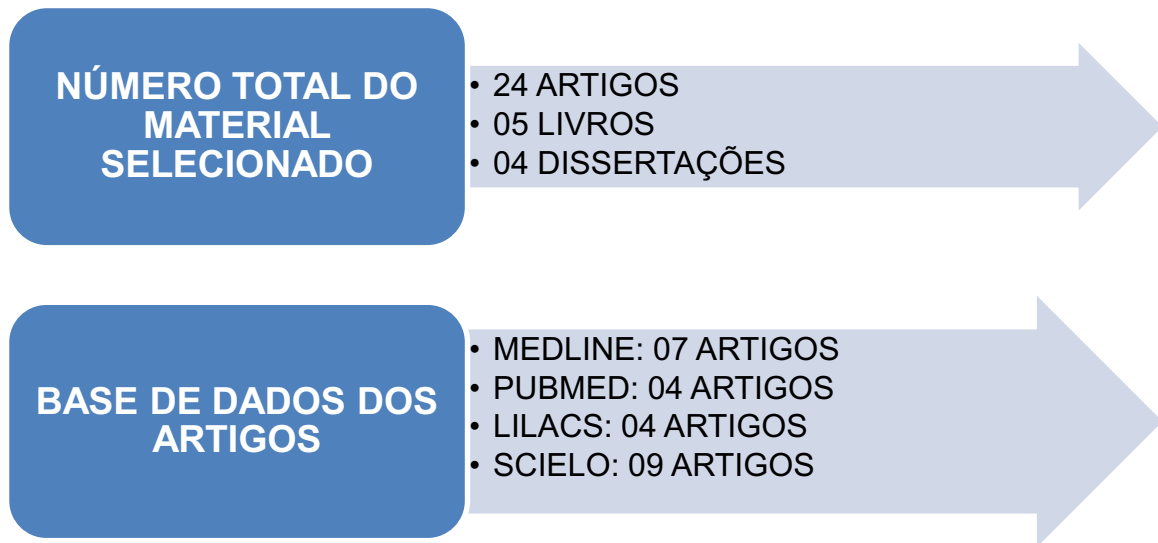 NÚMERO TOTAL DO
MATERIAL
SELECIONADO
• 24 ARTIGOS
• 05 LIVROS
• 04 DISSERTAÇÕES
BASE DE DADOS DOS
ARTIGOS
• MEDLINE: 07 ARTIGOS
• PUBMED: 04 ARTIGOS
• LILACS: 04 ARTIGOS
• SCIELO: 09 ARTIGOS